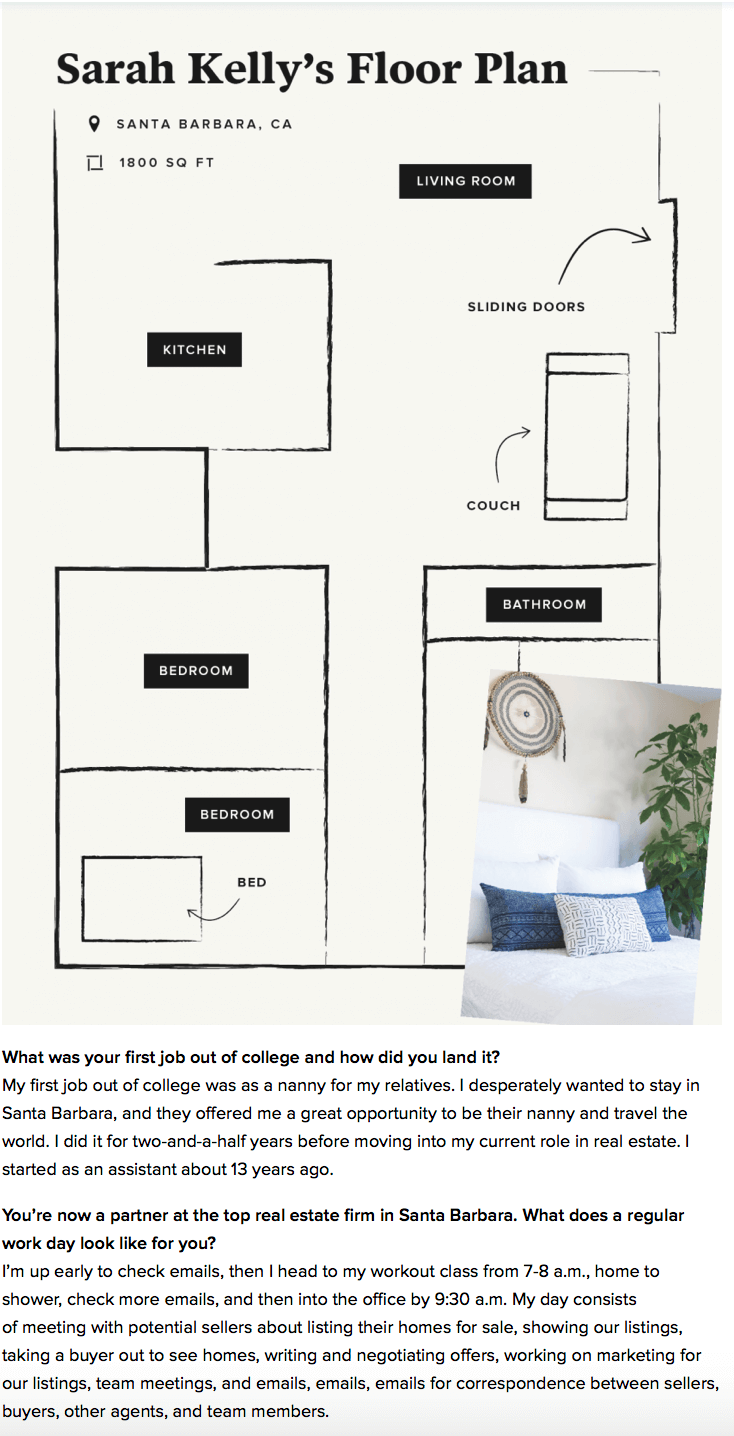 Sarah Kelly’s Floor Plan
SANTA BARBARA, CA
1800 SQ FT
LIVING ROOM
SLIDING DOORS
KITCHEN
COUCH
BATHROOM
BEDROOM
BEDROOM
BED
What was your first job out of college and how did you land it?
My first job out of college was as a nanny for my relatives. I desperately wanted to stay in
Santa Barbara, and they offered me a great opportunity to be their nanny and travel the
world. I did it for two-and-a-half years before moving into my current role in real estate. I
started as an assistant about 13 years ago.
You’re now a partner at the top real estate firm in Santa Barbara. What does a regular
work day look like for you?
I’m up early to check emails, then I head to my workout class from 7-8 a.m., home to
shower, check more emails, and then into the office by 9:30 a.m. My day consists
of meeting with potential sellers about listing their homes for sale, showing our listings,
taking a buyer out to see homes, writing and negotiating offers, working on marketing for
our listings, team meetings, and emails, emails, emails for correspondence between sellers,
buyers, other agents, and team members.